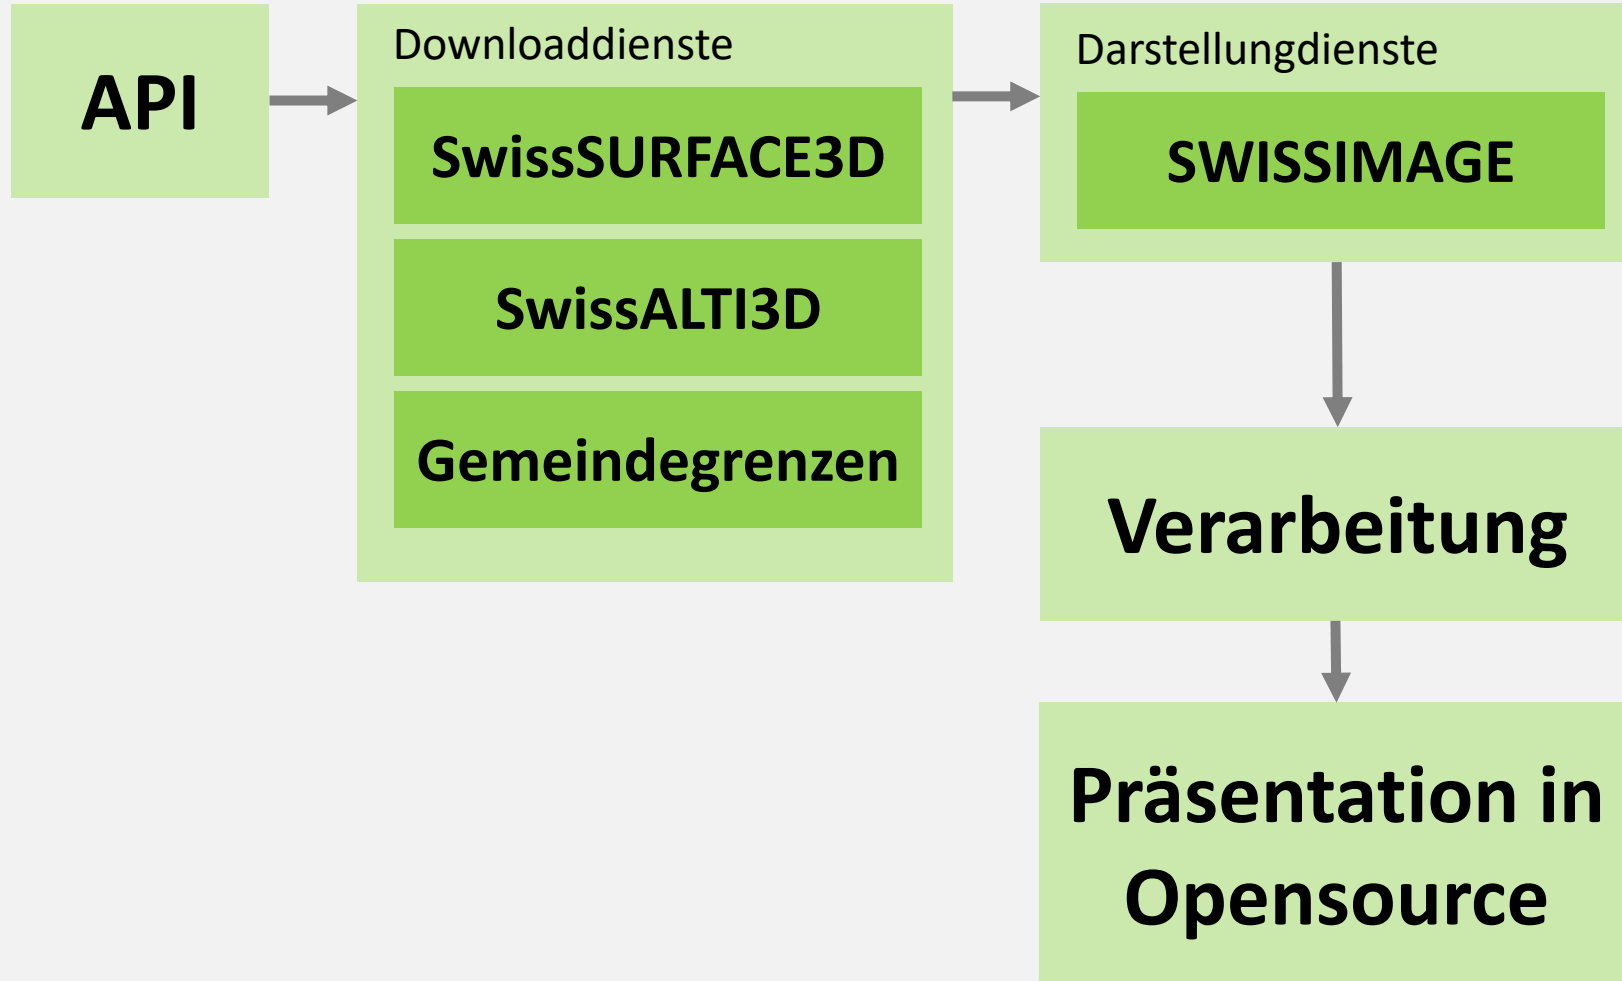 API
Downloaddienste
SwissSURFACE3D
SwissALTI3D
Gemeindegrenzen
Darstellungdienste
SWISSIMAGE
Verarbeitung
Präsentation in
Opensource